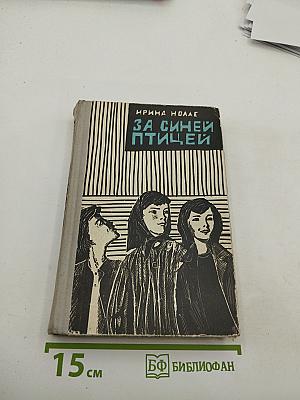 ИРИНА НОЛЛЕ
ЗА СИНЕЙ
ПТИЦЕЙ
15 см
БФ БИБЛИОФАН